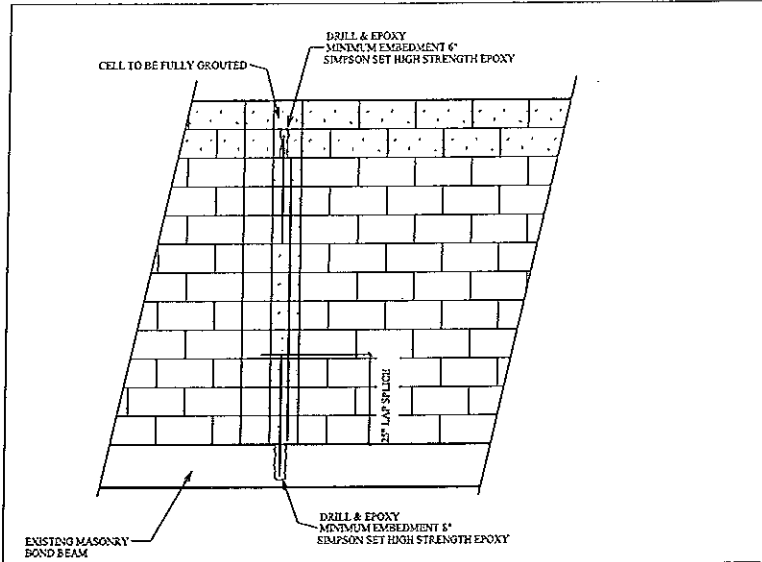 DRILL & EPOXY
MINIMUM EMBEDMENT 6"
SIMPSON SET HIGH STRENGTH EPOXY
CELL TO BE FULLY GROUTED
25" LAP SPLICE
DRILL & EPOXY
MINIMUM EMBEDMENT
SIMPSON SET HIGH STRENGTH EPOXY
EXISTING MASONRY
BOND BEAM